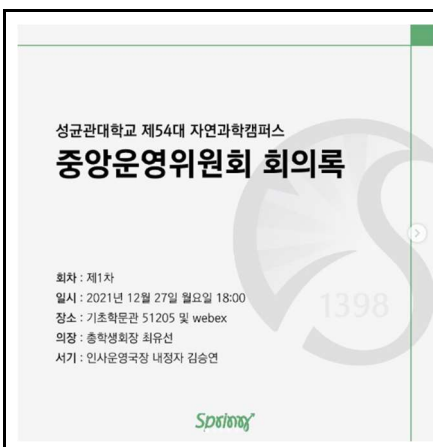 성균관대학교 제54대 자연과학캠퍼스
중앙운영위원회 회의록
회차 : 제1차
일시 : 2021년 12월 27일 월요일 18:00
장소 : 기초학문관 51205 및 webex
의장 : 총학생회장 최유선
서기 : 인사운영국장 내정자 김승연
1398
Spring